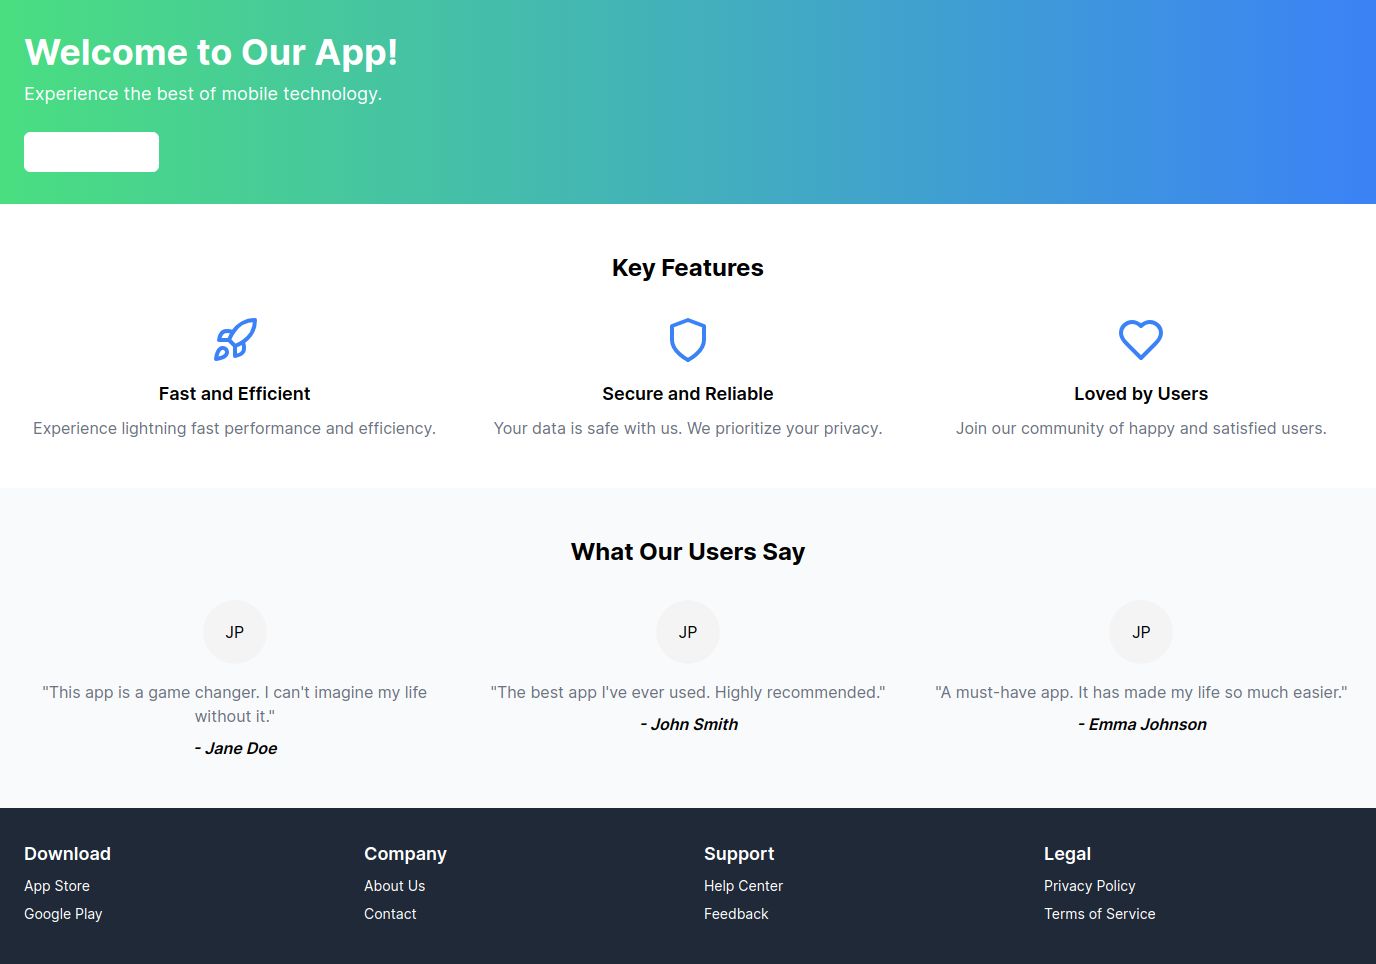 Welcome to Our App!
Experience the best of mobile technology.
Key Features
Fast and Efficient
Experience lightning fast performance and efficiency.
Secure and Reliable
Your data is safe with us. We prioritize your privacy.
Loved by Users
Join our community of happy and satisfied users.
What Our Users Say
JP
"This app is a game changer. I can't imagine my life
without it."
- Jane Doe
JP
"The best app I've ever used. Highly recommended."
- John Smith
JP
"A must-have app. It has made my life so much easier."
- Emma Johnson
Download
App Store
Google Play
Company
About Us
Contact
Support
Help Center
Feedback
Legal
Privacy Policy
Terms of Service